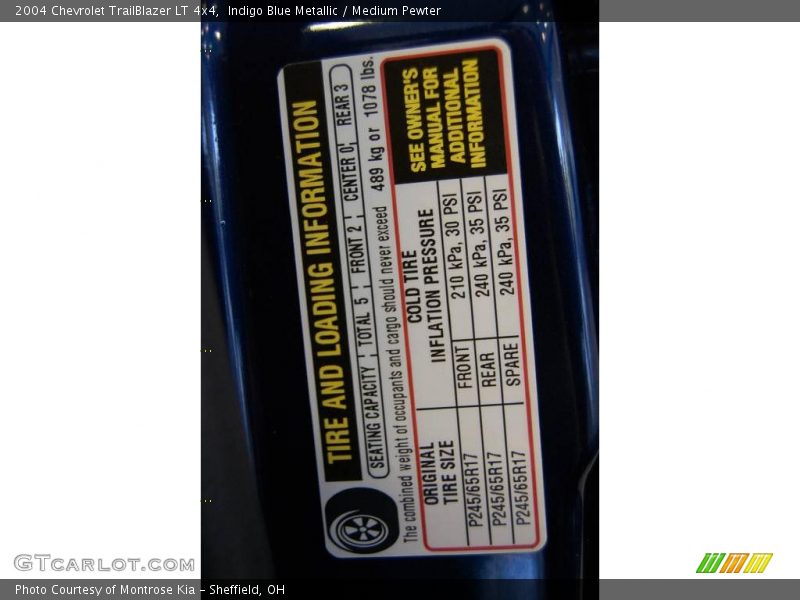 2004 Chevrolet TrailBlazer LT 4x4,  Indigo Blue Metallic / Medium Pewter
TIRE AND LOADING INFORMATION
SEATING CAPACITY TOTAL 5 FRONT 2 CENTER 0 REAR 3
The combined weight of occupants and cargo should never exceed 489 kg or 1078 lbs.
ORIGINAL
TIRE SIZE
COLD TIRE
INFLATION PRESSURE
SEE OWNER'S
MANUAL FOR
ADDITIONAL
INFORMATION
P245/65R17 FRONT 210 kPa, 30 PSI
P245/65R17 REAR 240 kPa, 35 PSI
P245/65R17 SPARE 240 kPa, 35 PSI
GTCARLOT.COM
Photo Courtesy of Montrose Kia - Sheffield, OH